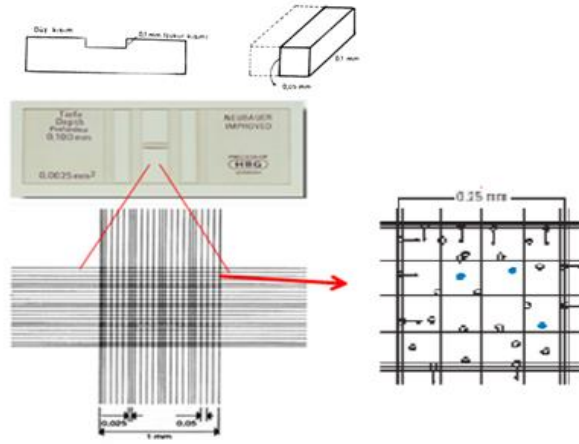 Düz kısım
0,1 mm (çukur kısım)
0,1 mm
0,05 mm
Tiefe
Depth
Profondeur
0,100 mm
0,0025 mm²
NEUBAUER
IMPROVED
HBG
0.25 mm
0,025
0,05
1 mm